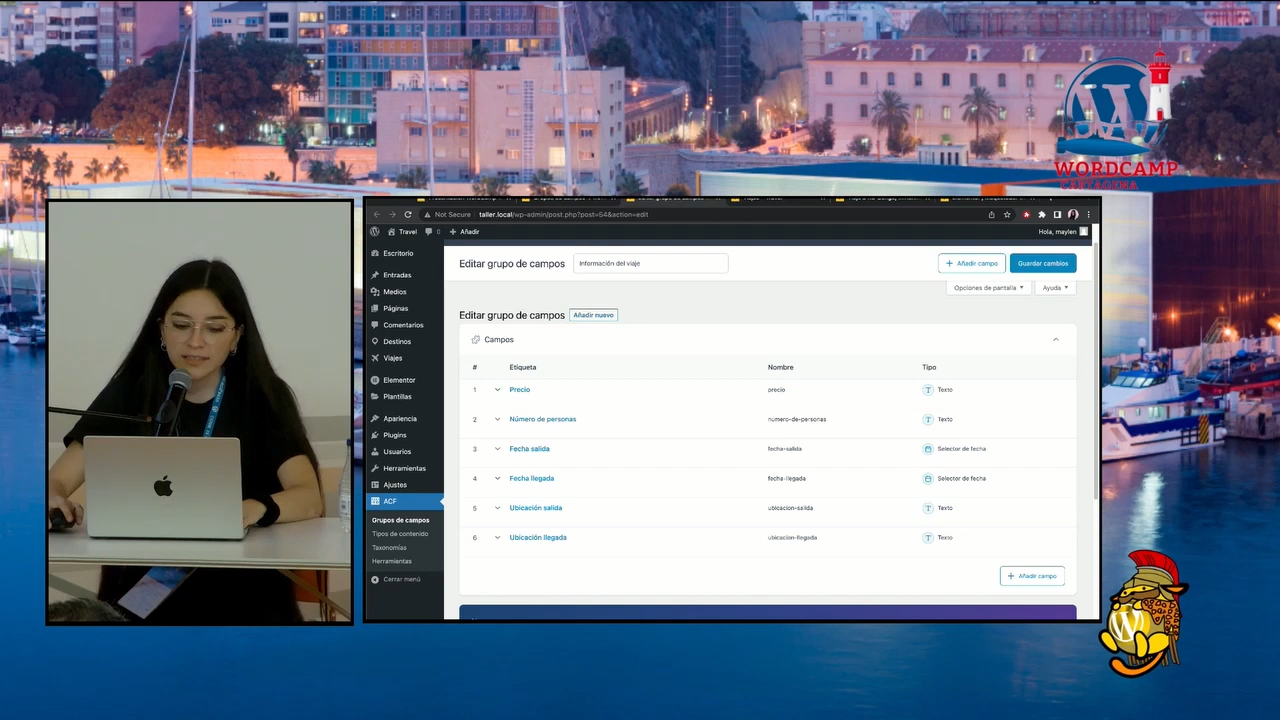 WORDCAMP
CARTAGENA
Not Secure
taller.local/wp-admin/post.php?post=54&action=edit
Travel
0
Añadir
Hola, maylen
Escritorio
Entradas
Medios
Páginas
Comentarios
Destinos
Viajes
Elementor
Plantillas
Apariencia
Plugins
Usuarios
Herramientas
Ajustes
ACF
Grupos de campos
Tipos de contenido
Taxonomías
Herramientas
Cerrar menú
Editar grupo de campos
Información del viaje
Añadir campo
Guardar cambios
Opciones de pantalla
Ayuda
Editar grupo de campos
Añadir nuevo
Campos
# Etiqueta Nombre Tipo
1 Precio precio Texto
2 Número de personas numero-de-personas Texto
3 Fecha salida fecha-salida Selector de fecha
4 Fecha llegada fecha-llegada Selector de fecha
5 Ubicación salida ubicacion-salida Texto
6 Ubicación llegada ubicacion-llegada Texto
Añadir campo